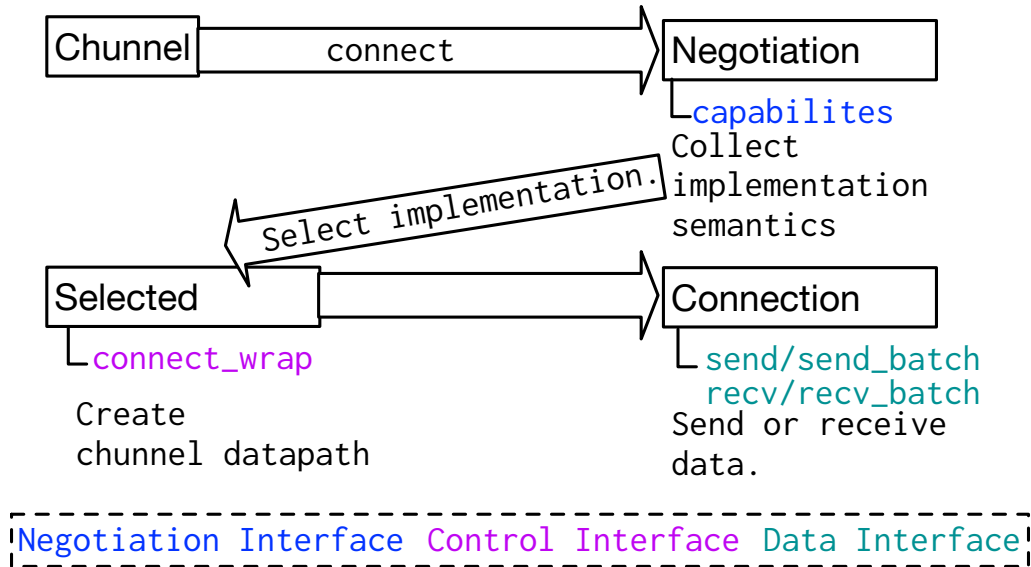 Chunnel
connect
Negotiation
capabilites
Collect
implementation
semantics
Select implementation.
Selected
connect_wrap
Create
chunnel datapath
Connection
send/send_batch
recv/recv_batch
Send or receive
data.
Negotiation Interface Control Interface Data Interface